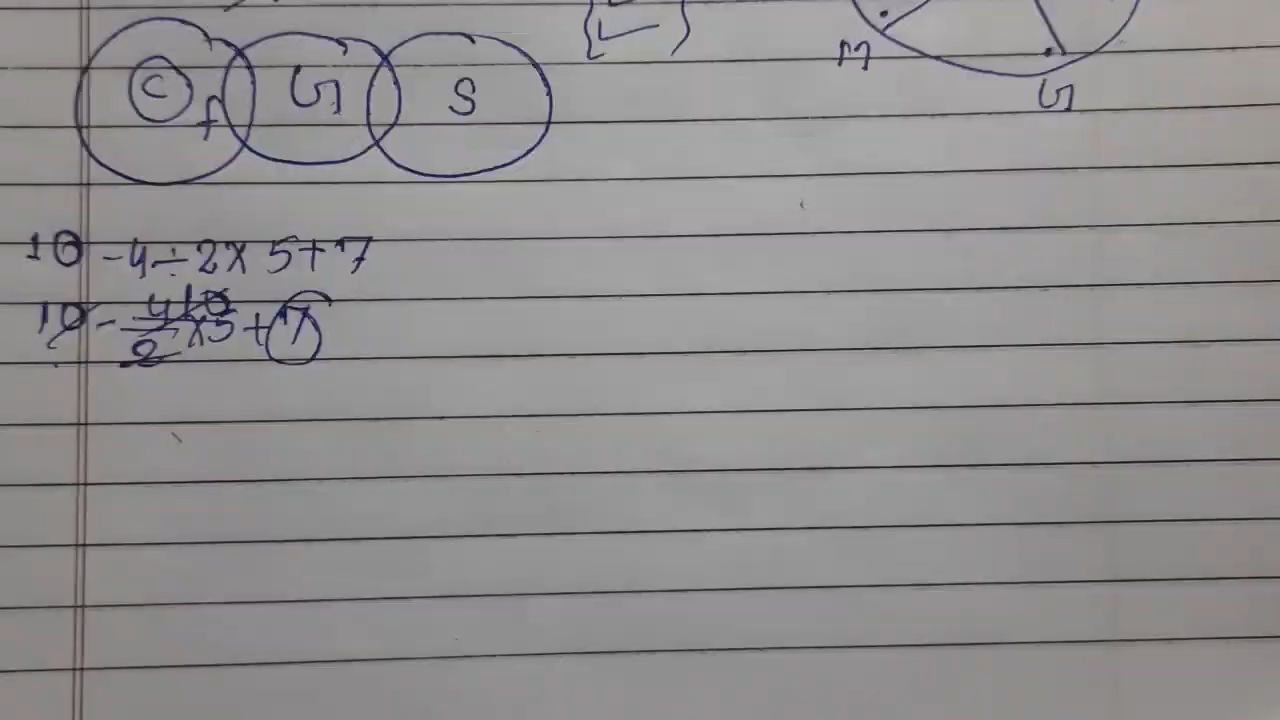 C f G S
M
G
10 - 4 ÷ 2 × 5 + 7
10 - 4/2 × 5 + 7